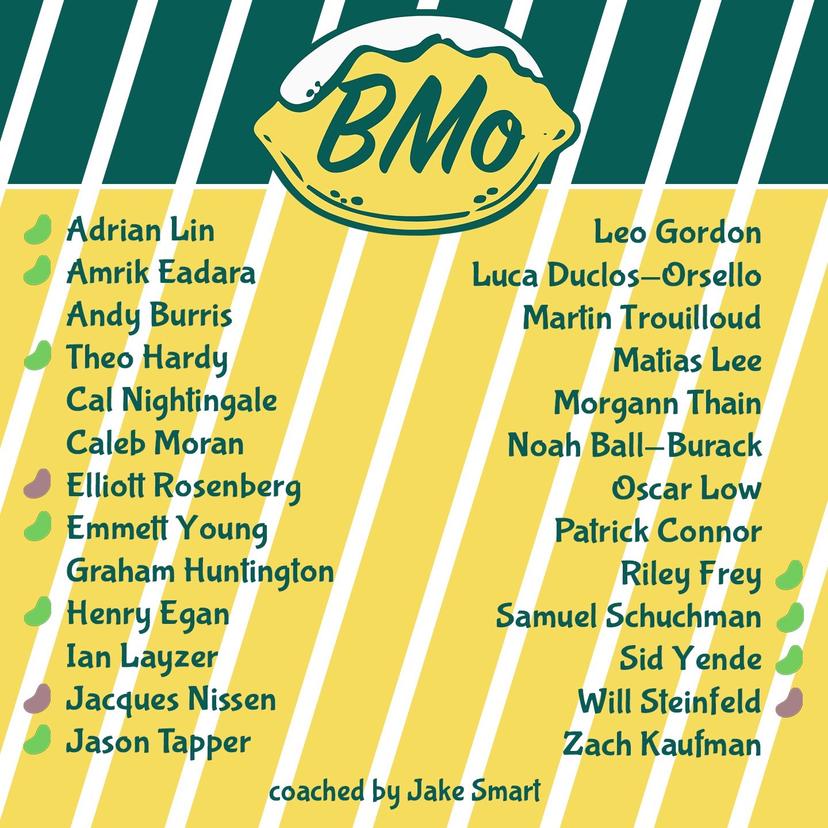 BMo
Adrian Lin
Amrik Eadara
Andy Burris
Theo Hardy
Cal Nightingale
Caleb Moran
Elliott Rosenberg
Emmett Young
Graham Huntington
Henry Egan
Ian Layzer
Jacques Nissen
Jason Tapper
Leo Gordon
Luca Duclos-Orsello
Martin Trouilloud
Matias Lee
Morgann Thain
Noah Ball-Burack
Oscar Low
Patrick Connor
Riley Frey
Samuel Schuchman
Sid Yende
Will Steinfeld
Zach Kaufman
coached by Jake Smart